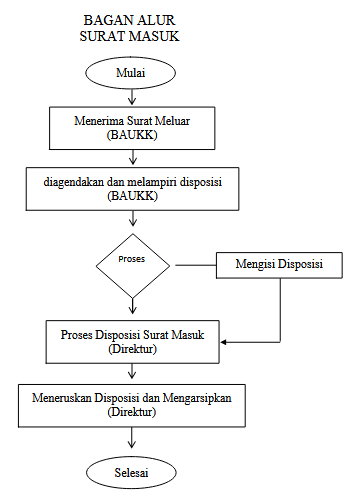 BAGAN ALUR
SURAT MASUK
Mulai
Menerima Surat Meluar
(BAUKK)
diagendakan dan melampiri disposisi
(BAUKK)
Proses
Mengisi Disposisi
Proses Disposisi Surat Masuk
(Direktur)
Meneruskan Disposisi dan Mengarsipkan
(Direktur)
Selesai